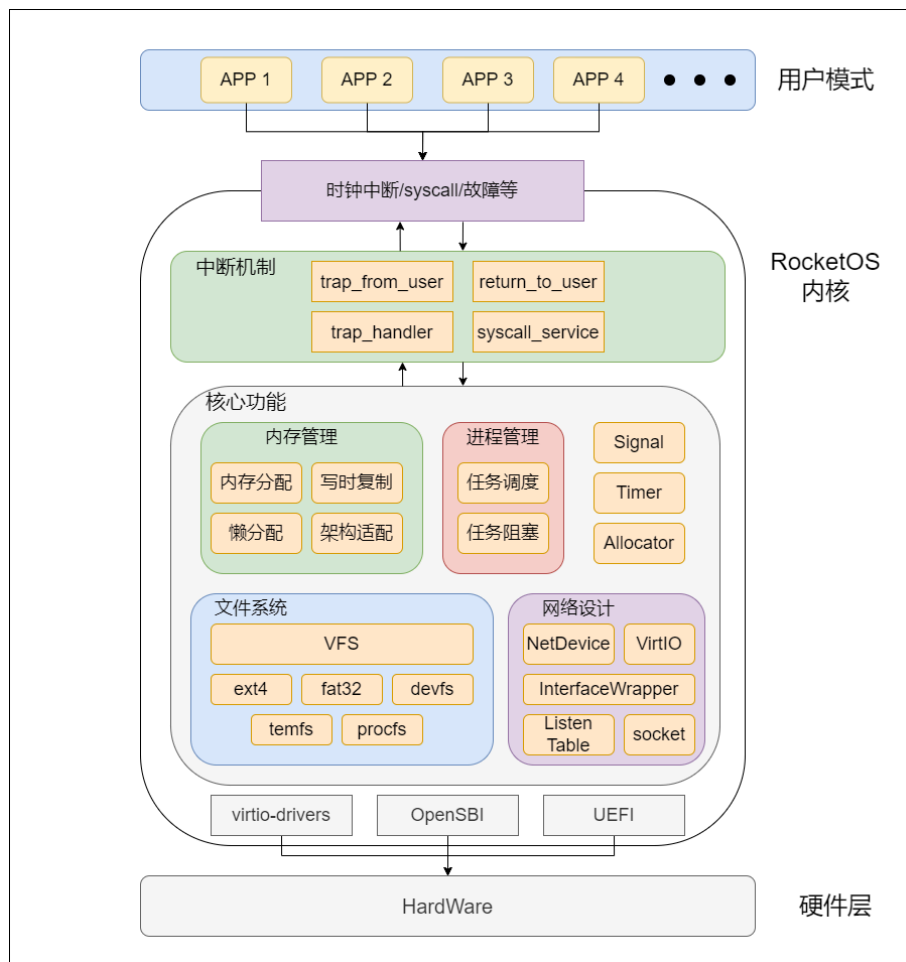 APP 1
APP 2
APP 3
APP 4
用户模式
时钟中断/syscall/故障等
RocketOS
内核
中断机制
trap_from_user
return_to_user
trap_handler
syscall_service
核心功能
内存管理
内存分配
写时复制
懒分配
架构适配
进程管理
任务调度
任务阻塞
Signal
Timer
Allocator
文件系统
VFS
ext4
fat32
devfs
temfs
procfs
网络设计
NetDevice
VirtIO
InterfaceWrapper
Listen
Table
socket
virtio-drivers
OpenSBI
UEFI
HardWare
硬件层